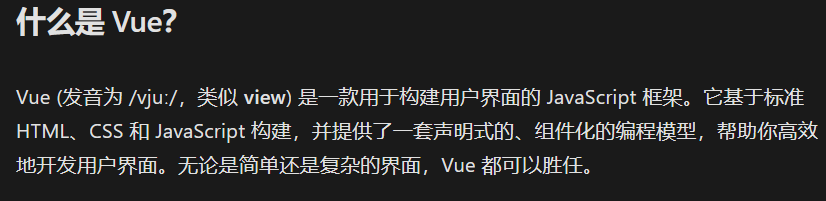 什么是 Vue？
Vue (发音为 /vjuː/，类似 view) 是一款用于构建用户界面的 JavaScript 框架。它基于标准
HTML、CSS 和 JavaScript 构建，并提供了一套声明式的、组件化的编程模型，帮助你高效
地开发用户界面。无论是简单还是复杂的界面，Vue 都可以胜任。